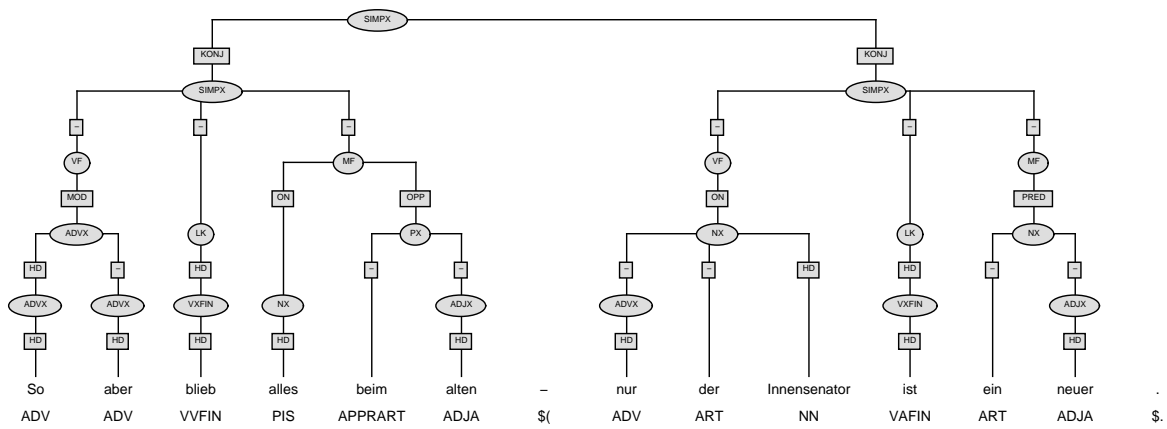 SIMPX
KONJ KONJ
SIMPX SIMPX
– – – – – –
VF MF VF MF
MOD ON OPP ON PRED
ADVX LK PX NX LK NX
HD – HD – – – – HD HD – –
ADVX ADVX VXFIN NX ADJX ADVX VXFIN ADJX
HD HD HD HD HD HD HD HD
So aber blieb alles beim alten – nur der Innensenator ist ein neuer .
ADV ADV VVFIN PIS APPRART ADJA $( ADV ART NN VAFIN ART ADJA $.